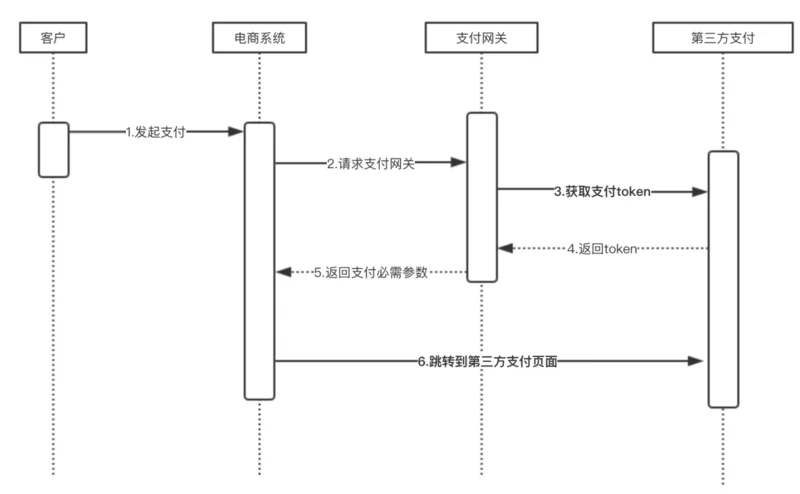 客户
电商系统
支付网关
第三方支付
1.发起支付
2.请求支付网关
3.获取支付token
4.返回token
5.返回支付必需参数
6.跳转到第三方支付页面